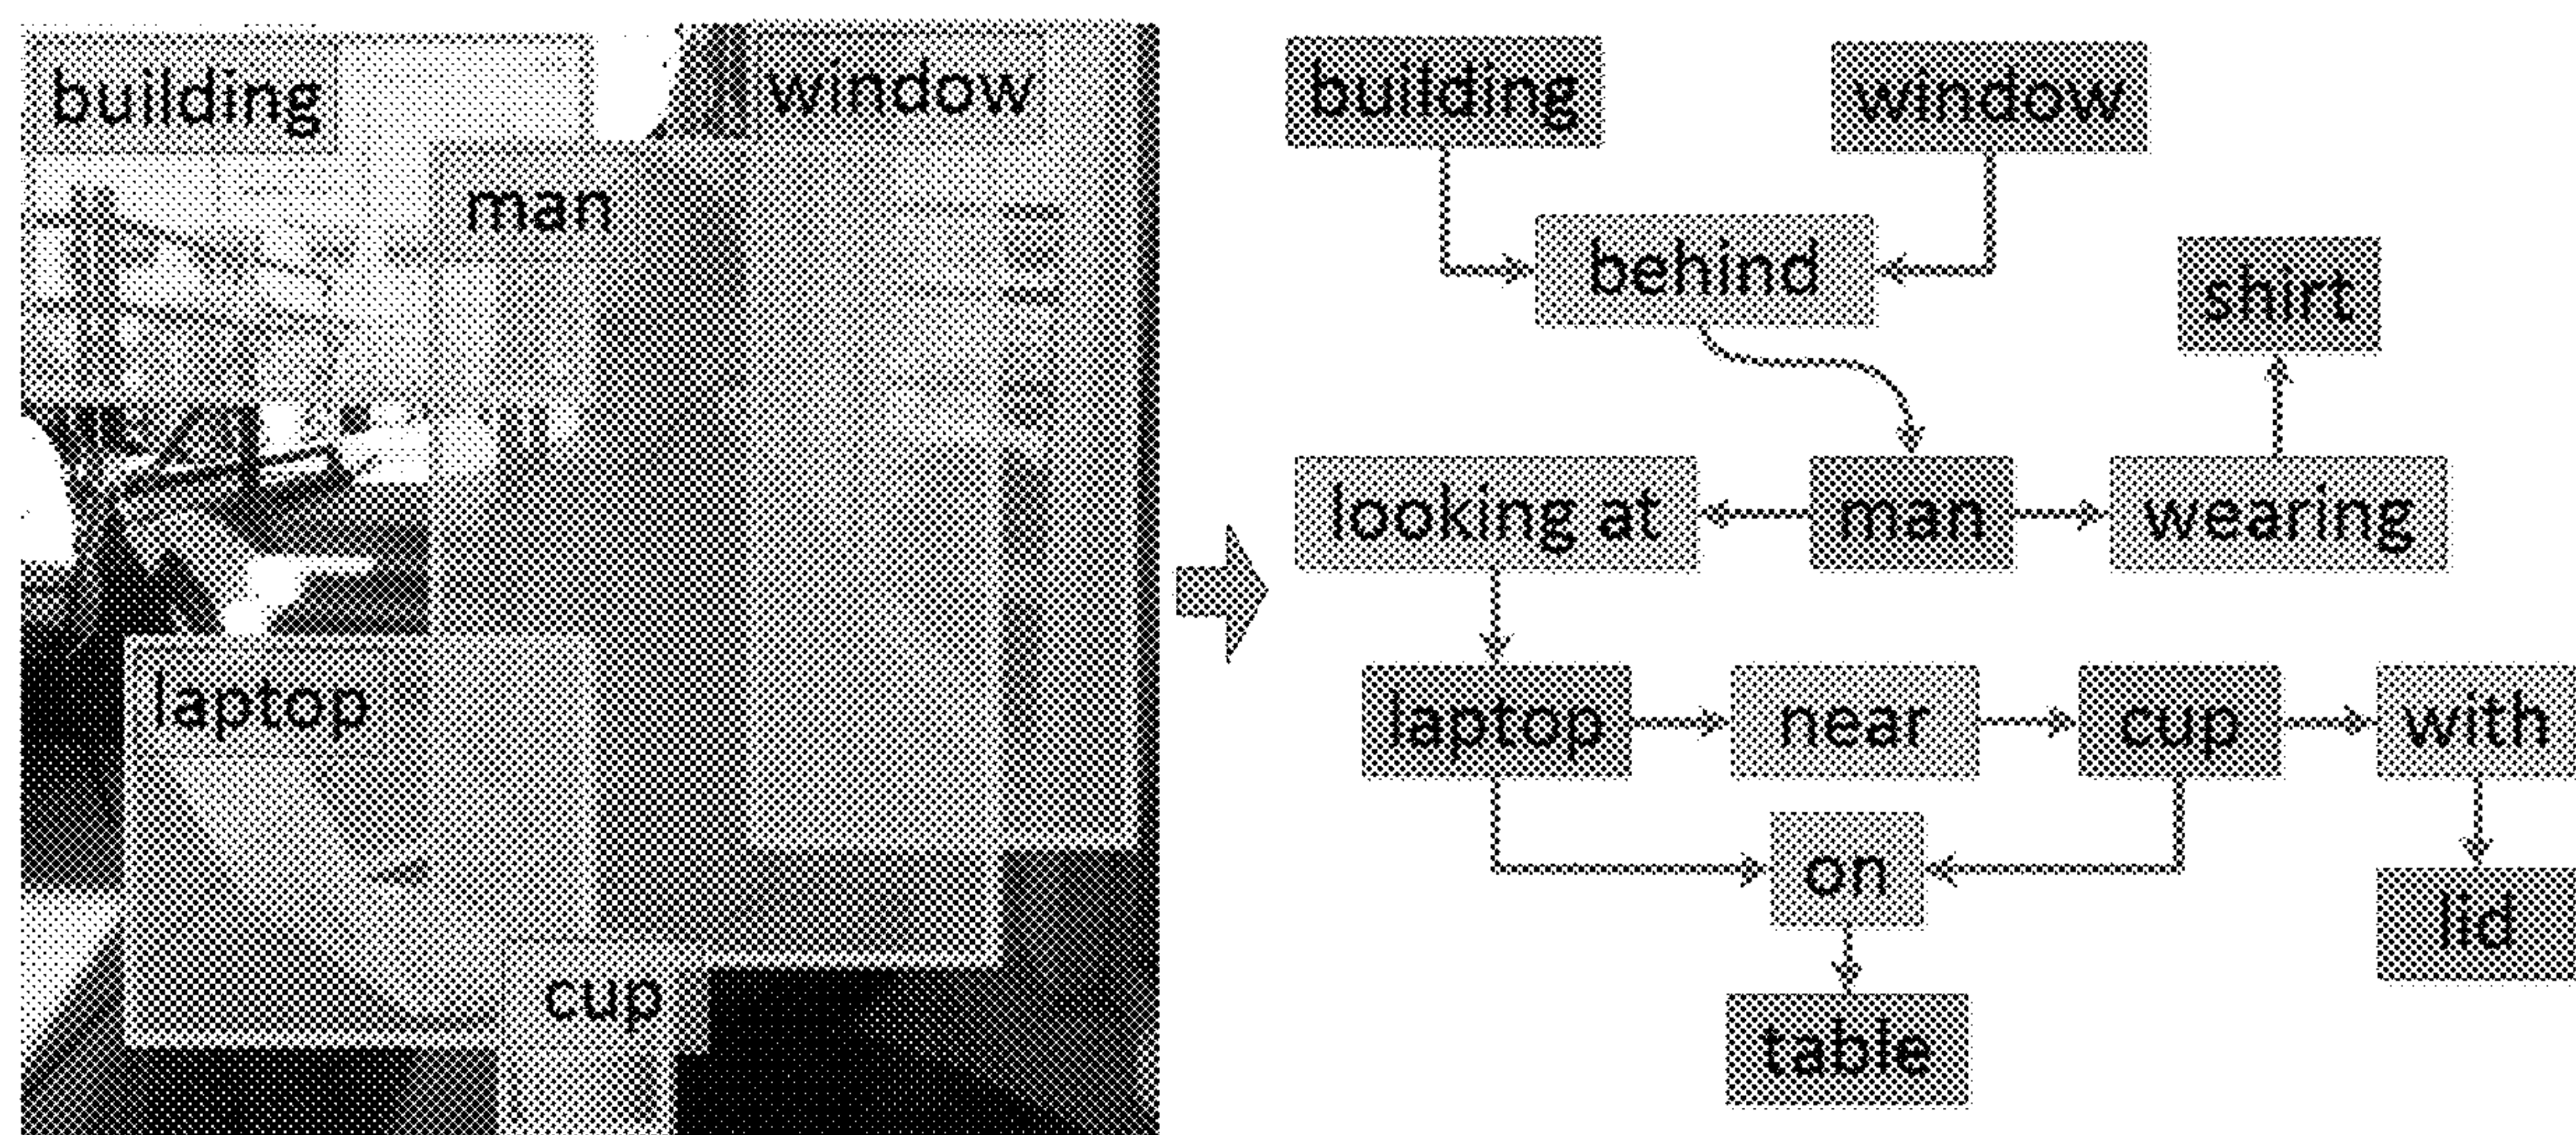 building
window
man
laptop
cup
building
window
behind
shirt
looking at
man
wearing
laptop
near
cup
with
on
lid
table